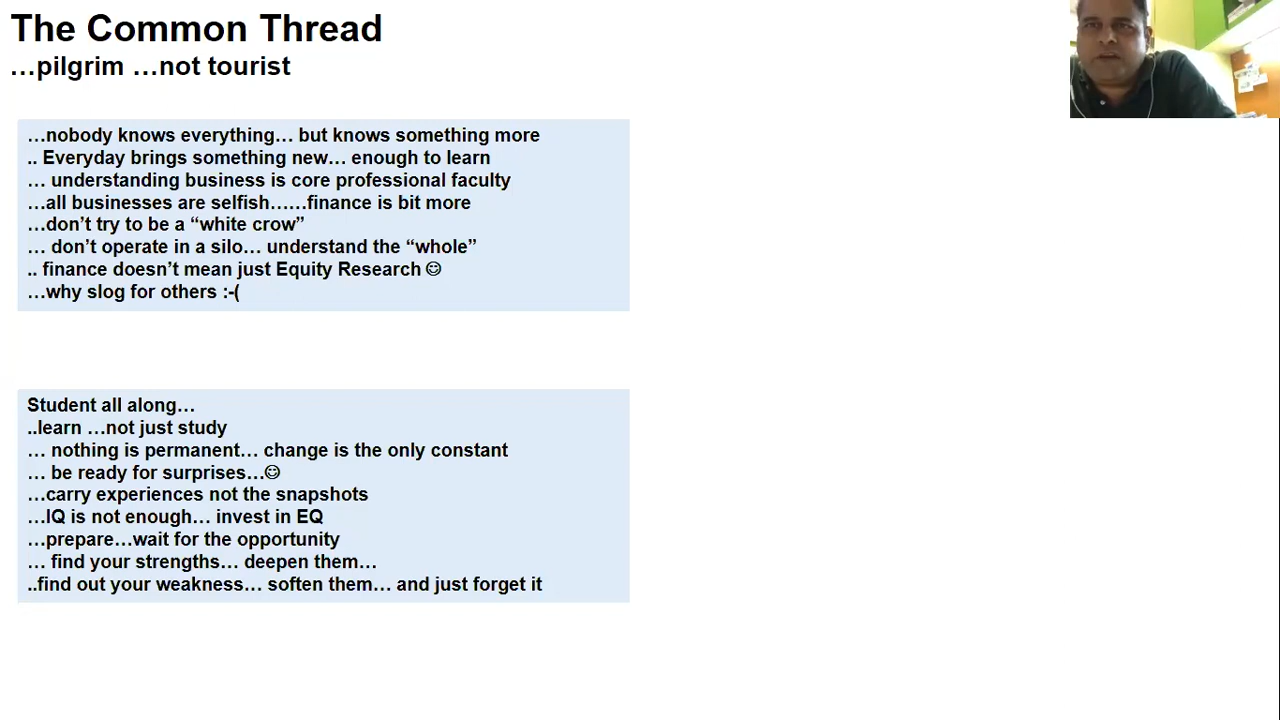 The Common Thread
…pilgrim …not tourist
…nobody knows everything… but knows something more
.. Everyday brings something new… enough to learn
… understanding business is core professional faculty
…all businesses are selfish……finance is bit more
…don’t try to be a “white crow”
… don’t operate in a silo… understand the “whole”
.. finance doesn’t mean just Equity Research ☺
…why slog for others :-(
Student all along…
..learn …not just study
… nothing is permanent… change is the only constant
… be ready for surprises…☺
…carry experiences not the snapshots
…IQ is not enough… invest in EQ
…prepare…wait for the opportunity
… find your strengths… deepen them…
..find out your weakness… soften them… and just forget it